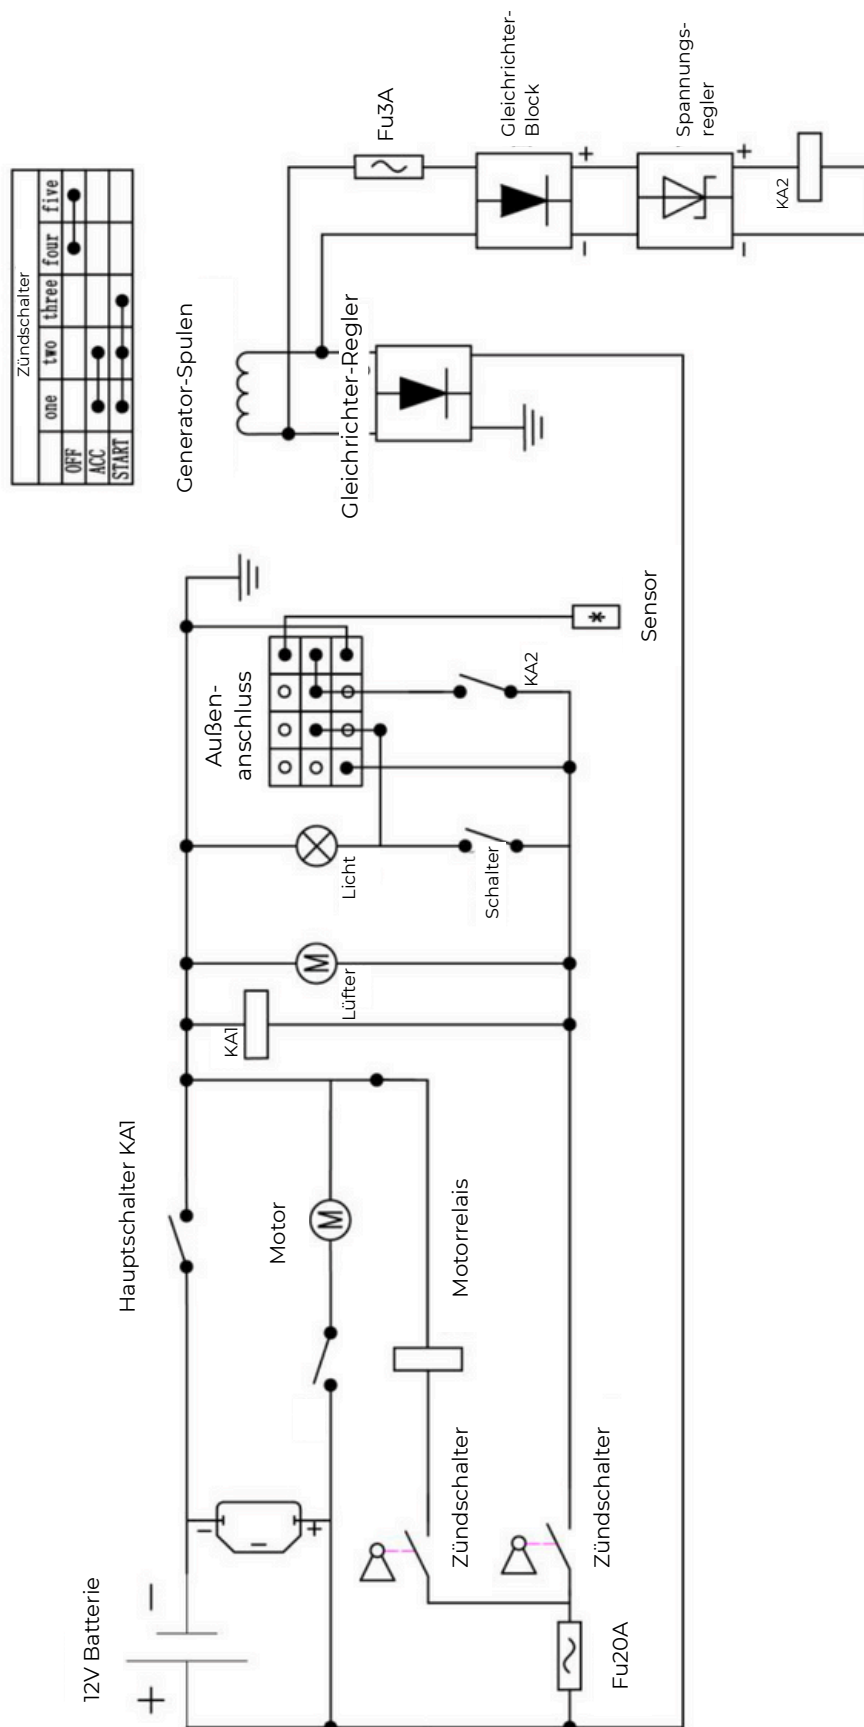 Zündschalter
one two three four five
OFF
ACC
START
Generator-Spulen
Fu3A
Gleichrichter-
Block
Spannungs-
regler
+
−
+
−
KA2
Gleichrichter-Regler
Außen-
anschluss
Sensor
*
KA2
Licht
Schalter
M
Lüfter
KA1
Hauptschalter KA1
Motor
M
Motorrelais
Zündschalter
Zündschalter
12V Batterie
−
+
−
+
Fu20A